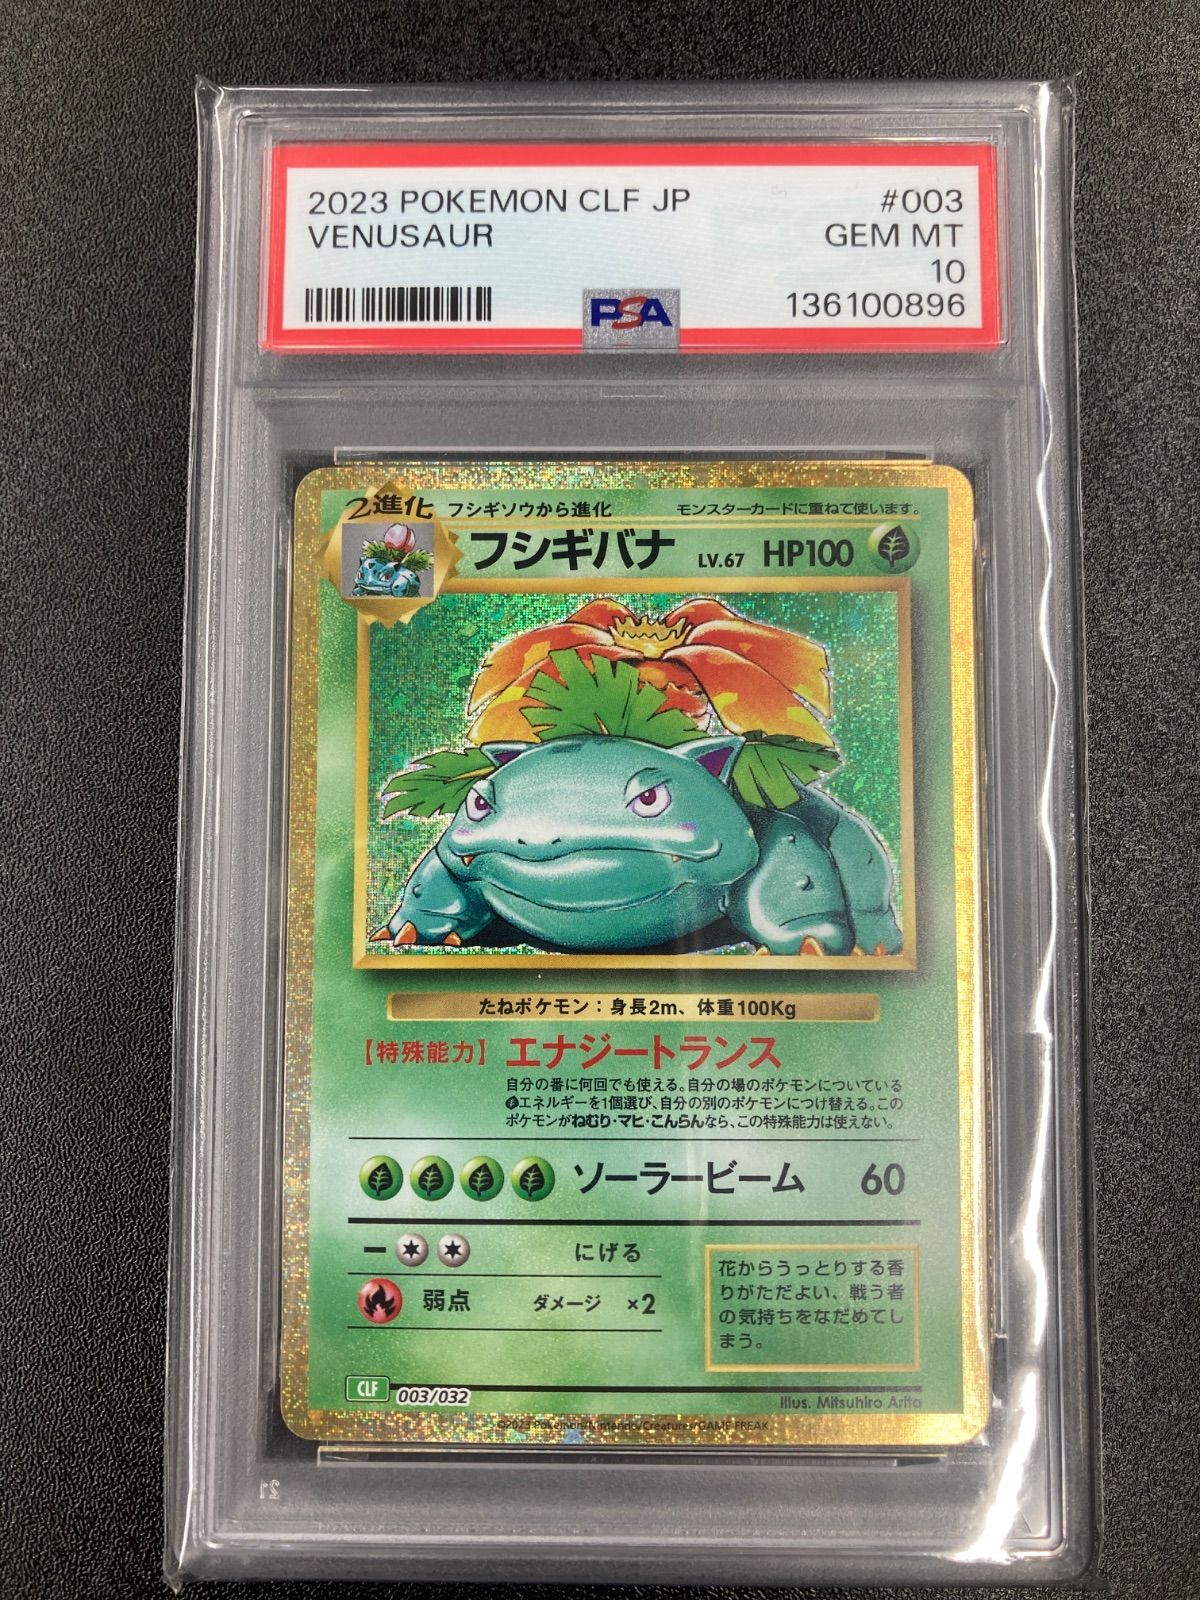 2023 POKEMON CLF JP #003
VENUSAUR GEM MT
10
PSA 136100896
2進化 フシギソウから進化 モンスターカードに重ねて使います。
フシギバナ LV.67 HP100
たねポケモン：身長2m、体重100Kg
【特殊能力】 エナジートランス
自分の番に何回でも使える。自分の場のポケモンについている
エネルギーを1個選び、自分の別のポケモンにつけ替える。この
ポケモンがねむり・マヒ・こんらんなら、この特殊能力は使えない。
ソーラービーム 60
ー にげる
弱点 ダメージ ×2
花からうっとりする香
りがただよい、戦う者
の気持ちをなだめてし
まう。
CLF 003/032
Illus. Mitsuhiro Arita
©2023 Pokémon/Nintendo/Creatures/GAME FREAK